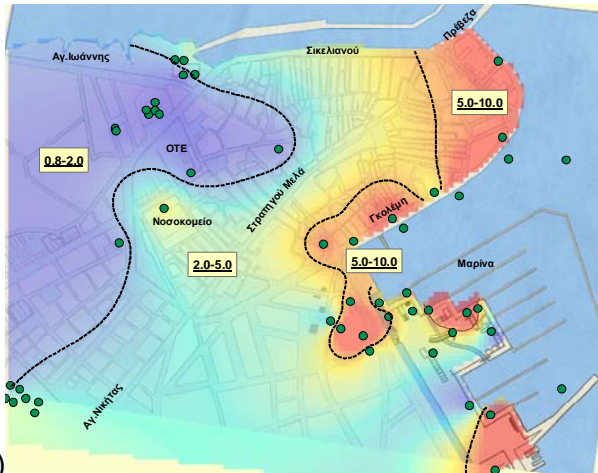 Πρέβεζα
Αγ.Ιωάννης
Σικελιανού
5.0-10.0
ΟΤΕ
0.8-2.0
Στρατηγού Μελά
Γκολέμη
Νοσοκομείο
2.0-5.0
5.0-10.0
Μαρίνα
Αγ.Νικήτας
)